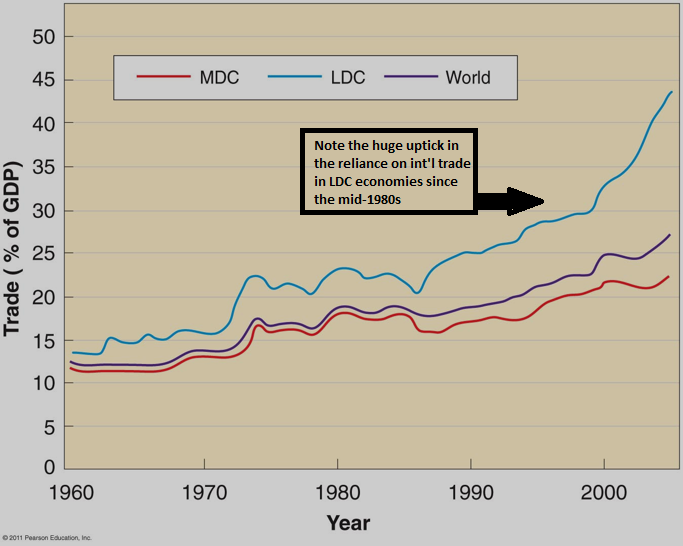 50
45
40
35
30
25
20
15
10
5
0
Trade ( % of GDP)
MDC LDC World
Note the huge uptick in
the reliance on int'l trade
in LDC economies since
the mid-1980s
1960 1970 1980 1990 2000
Year
© 2011 Pearson Education, Inc.